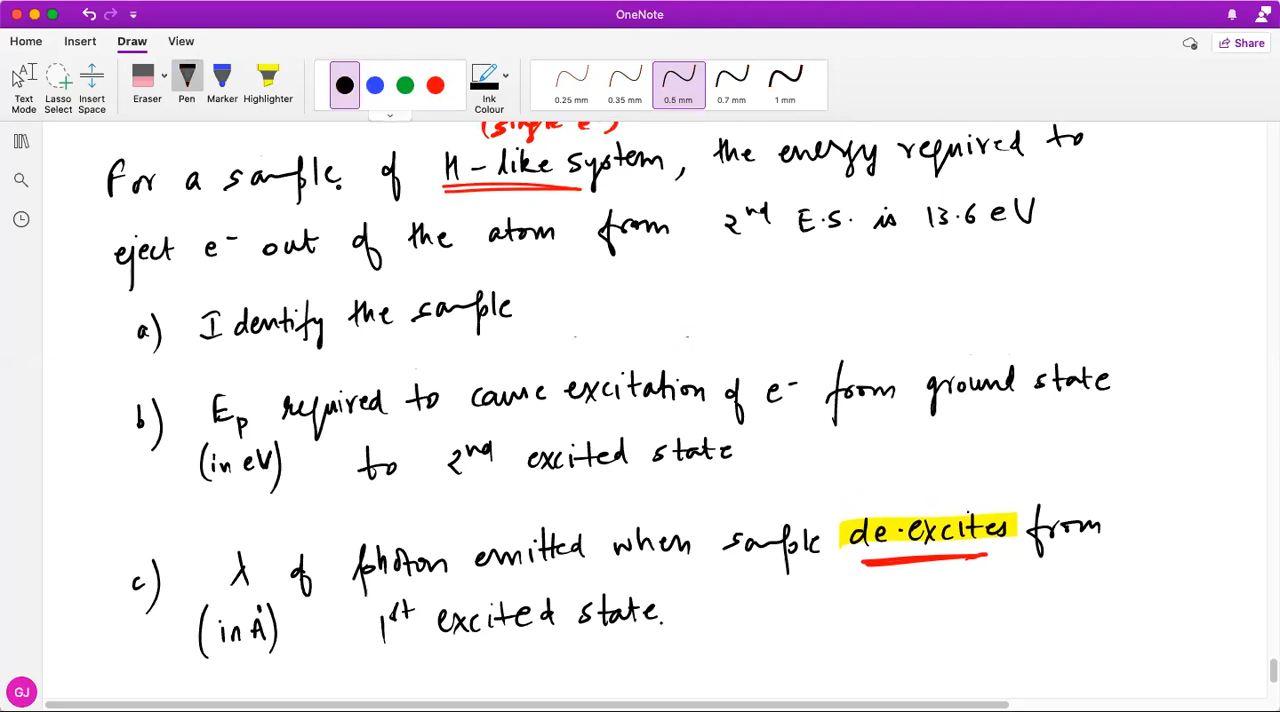 OneNote
Home Insert Draw View
Share
Text Mode
Lasso Select
Insert Space
Eraser
Pen
Marker
Highlighter
Ink Colour
0.25 mm
0.35 mm
0.5 mm
0.7 mm
1 mm
(single e⁻)
For a sample of H-like system, the energy required to
eject e⁻ out of the atom from 2nd E.S. is 13.6 eV
a) Identify the sample
b) Ep required to cause excitation of e⁻ from ground state
(in eV) to 2nd excited state
c) λ of photon emitted when sample de-excites from
(in Å) 1st excited state.
GJ